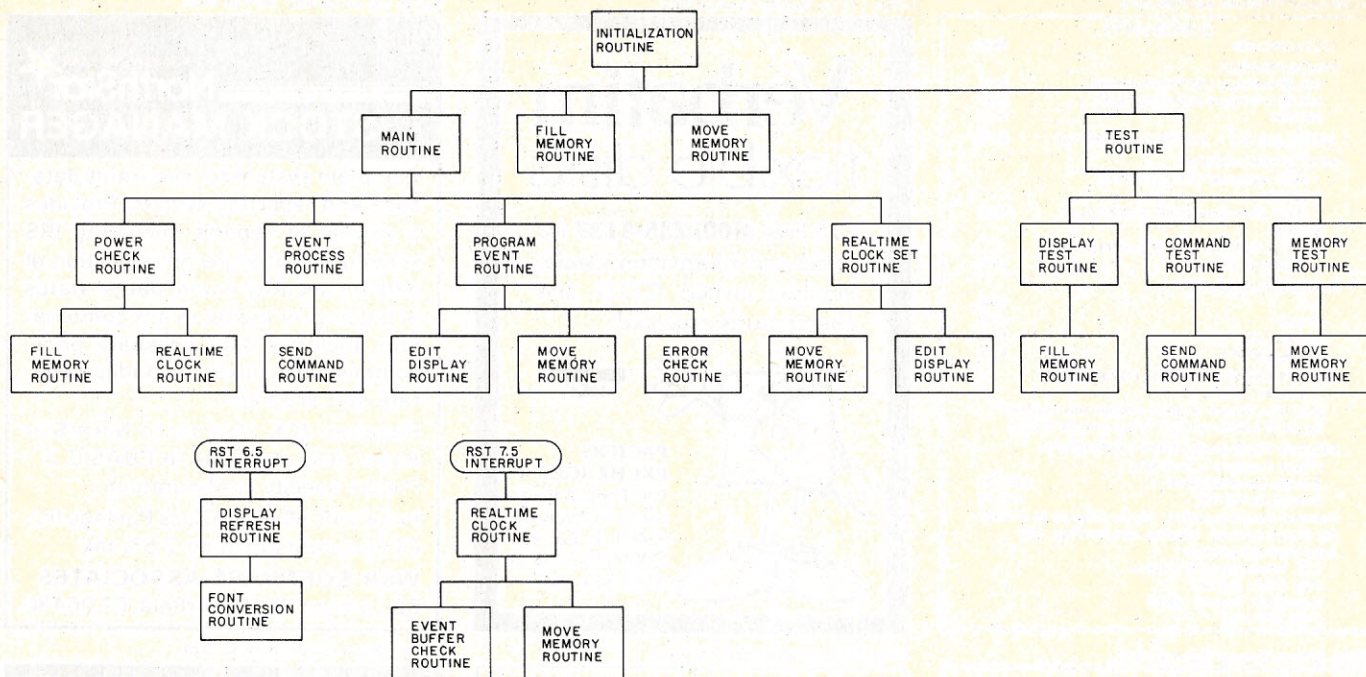 INITIALIZATION
ROUTINE
MAIN
ROUTINE
FILL
MEMORY
ROUTINE
MOVE
MEMORY
ROUTINE
TEST
ROUTINE
POWER
CHECK
ROUTINE
EVENT
PROCESS
ROUTINE
PROGRAM
EVENT
ROUTINE
REALTIME
CLOCK SET
ROUTINE
DISPLAY
TEST
ROUTINE
COMMAND
TEST
ROUTINE
MEMORY
TEST
ROUTINE
FILL
MEMORY
ROUTINE
REALTIME
CLOCK
ROUTINE
SEND
COMMAND
ROUTINE
EDIT
DISPLAY
ROUTINE
MOVE
MEMORY
ROUTINE
ERROR
CHECK
ROUTINE
MOVE
MEMORY
ROUTINE
EDIT
DISPLAY
ROUTINE
FILL
MEMORY
ROUTINE
SEND
COMMAND
ROUTINE
MOVE
MEMORY
ROUTINE
RST 6.5
INTERRUPT
RST 7.5
INTERRUPT
DISPLAY
REFRESH
ROUTINE
REALTIME
CLOCK
ROUTINE
FONT
CONVERSION
ROUTINE
EVENT
BUFFER
CHECK
ROUTINE
MOVE
MEMORY
ROUTINE